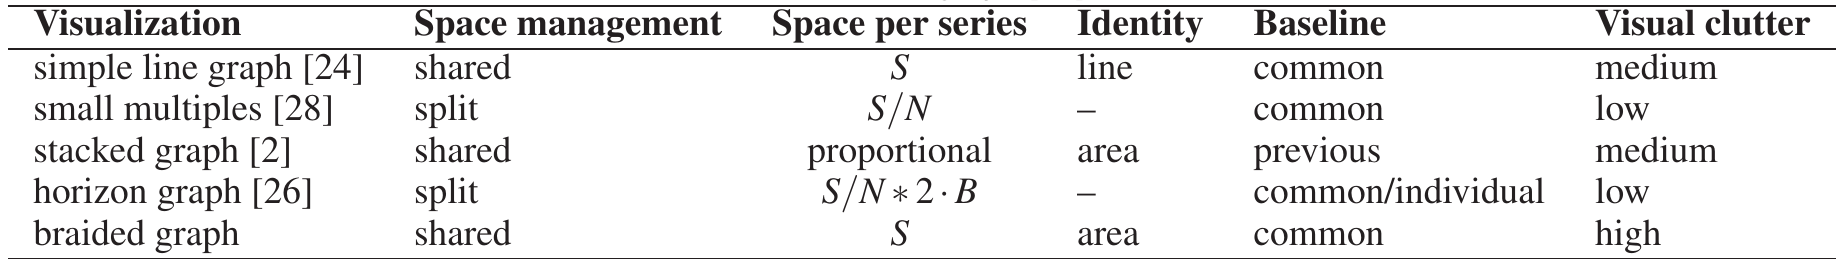 Visualization Space management Space per series Identity Baseline Visual clutter
simple line graph [24] shared S line common medium
small multiples [28] split S/N – common low
stacked graph [2] shared proportional area previous medium
horizon graph [26] split S/N ∗ 2 · B – common/individual low
braided graph shared S area common high